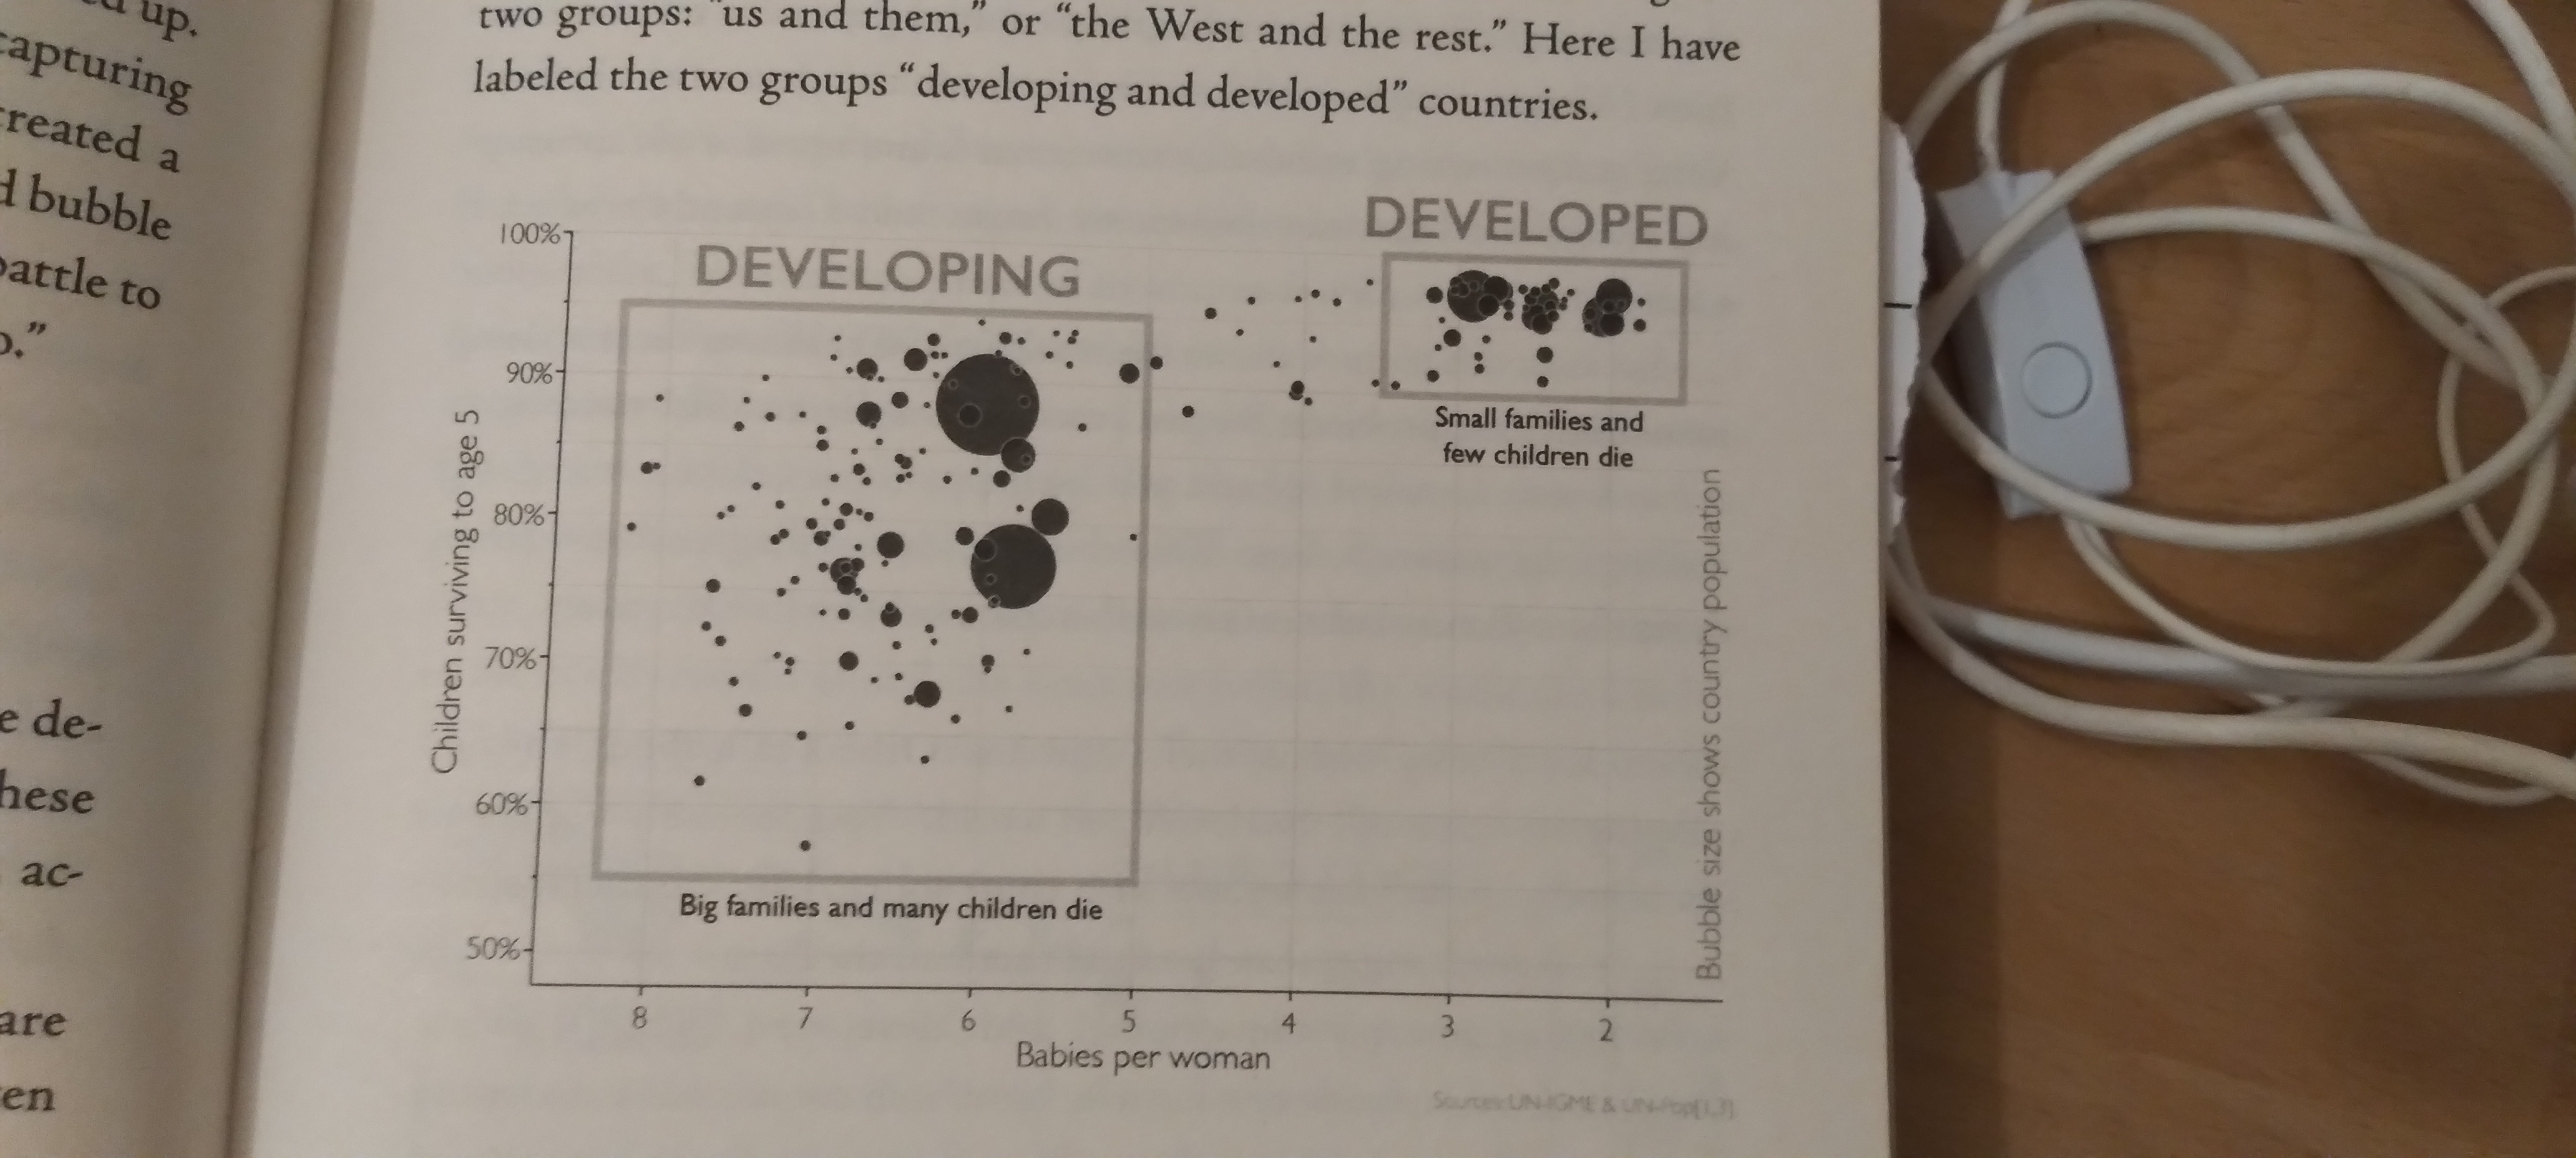 up.
capturing
created a
bubble
battle to
e de-
hese
ac-
are
en
two groups: "us and them," or "the West and the rest." Here I have
labeled the two groups "developing and developed" countries.
DEVELOPING
DEVELOPED
Children surviving to age 5
100%
90%
80%
70%
60%
50%
Small families and
few children die
Big families and many children die
Bubble size shows country population
8 7 6 5 4 3 2
Babies per woman